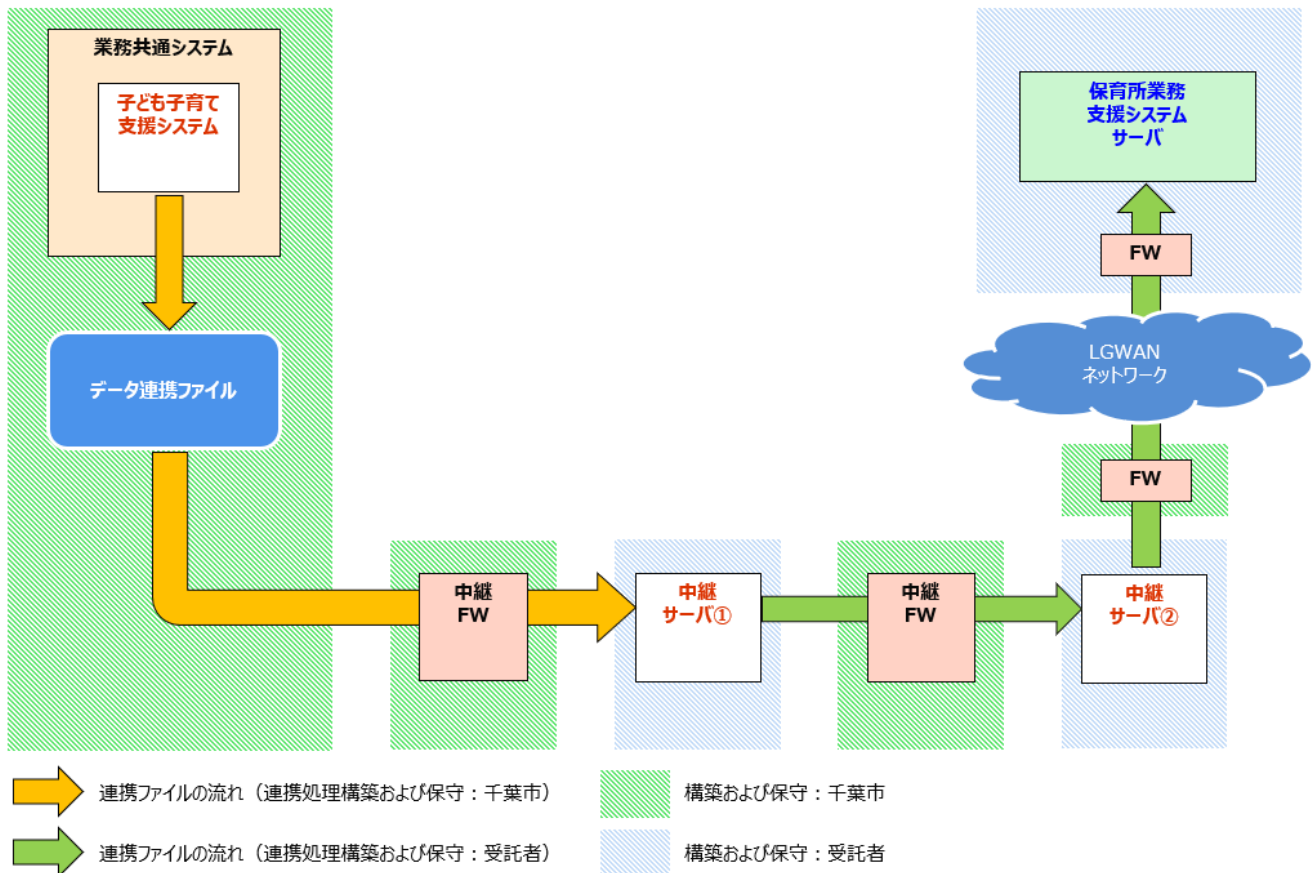 業務共通システム
子ども子育て
支援システム
データ連携ファイル
中継
FW
中継
サーバ①
中継
FW
中継
サーバ②
FW
LGWAN
ネットワーク
FW
保育所業務
支援システム
サーバ
連携ファイルの流れ（連携処理構築および保守：千葉市）
構築および保守：千葉市
連携ファイルの流れ（連携処理構築および保守：受託者）
構築および保守：受託者